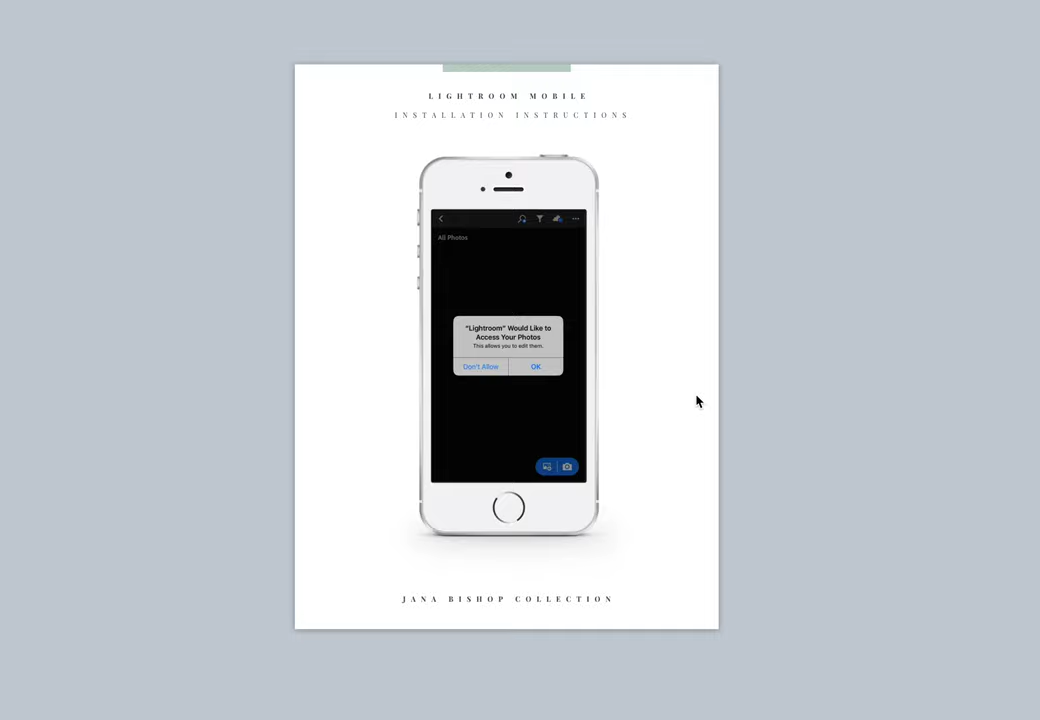 LIGHTROOM MOBILE
INSTALLATION INSTRUCTIONS
All Photos
"Lightroom" Would Like to
Access Your Photos
This allows you to edit them.
Don't Allow
OK
JANA BISHOP COLLECTION